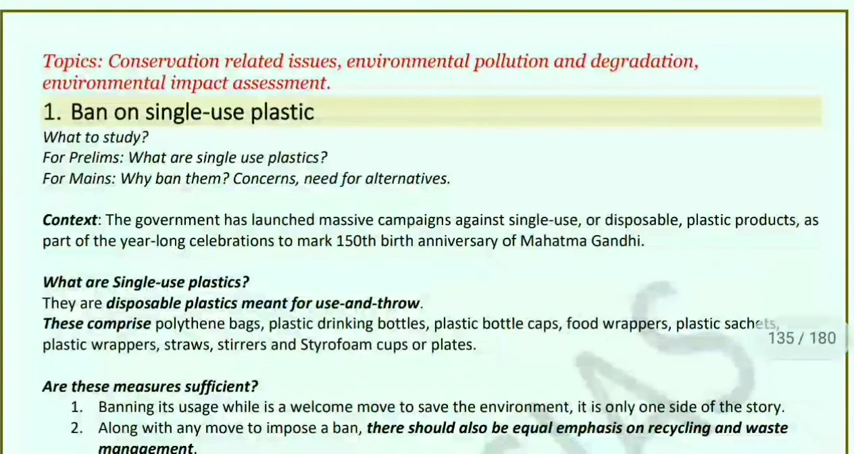 Topics: Conservation related issues, environmental pollution and degradation,
environmental impact assessment.
1. Ban on single-use plastic
What to study?
For Prelims: What are single use plastics?
For Mains: Why ban them? Concerns, need for alternatives.
Context: The government has launched massive campaigns against single-use, or disposable, plastic products, as
part of the year-long celebrations to mark 150th birth anniversary of Mahatma Gandhi.
What are Single-use plastics?
They are disposable plastics meant for use-and-throw.
These comprise polythene bags, plastic drinking bottles, plastic bottle caps, food wrappers, plastic sachets,
135 / 180
plastic wrappers, straws, stirrers and Styrofoam cups or plates.
Are these measures sufficient?
1. Banning its usage while is a welcome move to save the environment, it is only one side of the story.
2. Along with any move to impose a ban, there should also be equal emphasis on recycling and waste
management.
IAS